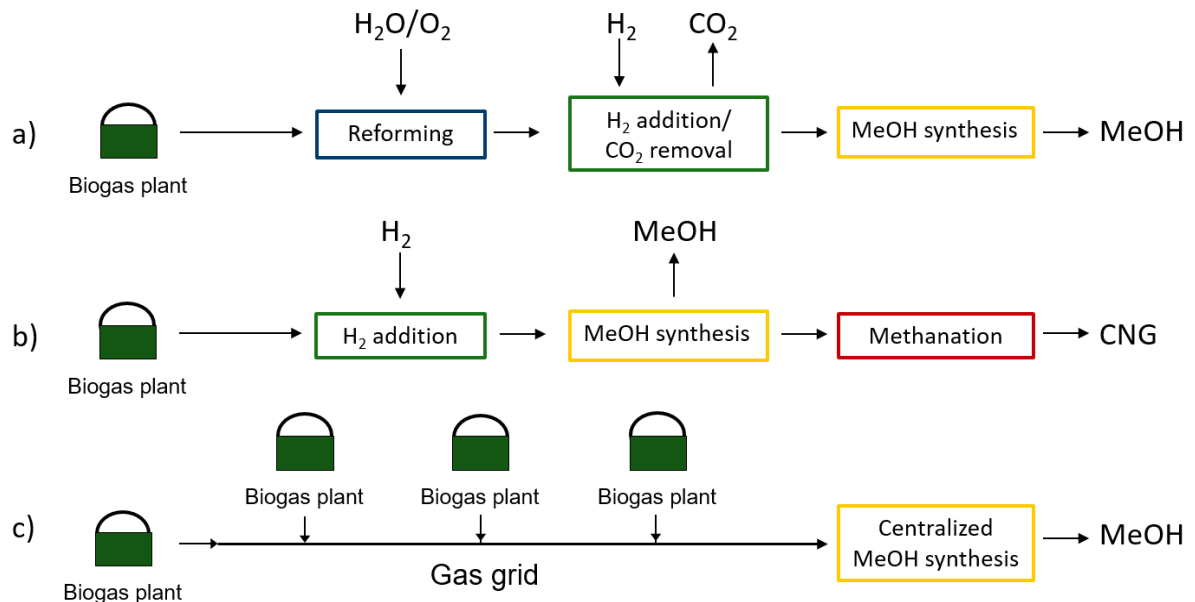 H₂O/O₂
H₂
CO₂
a)
Biogas plant
Reforming
H₂ addition/
CO₂ removal
MeOH synthesis
MeOH
H₂
MeOH
b)
Biogas plant
H₂ addition
MeOH synthesis
Methanation
CNG
Biogas plant
Biogas plant
Biogas plant
c)
Biogas plant
Gas grid
Centralized
MeOH synthesis
MeOH